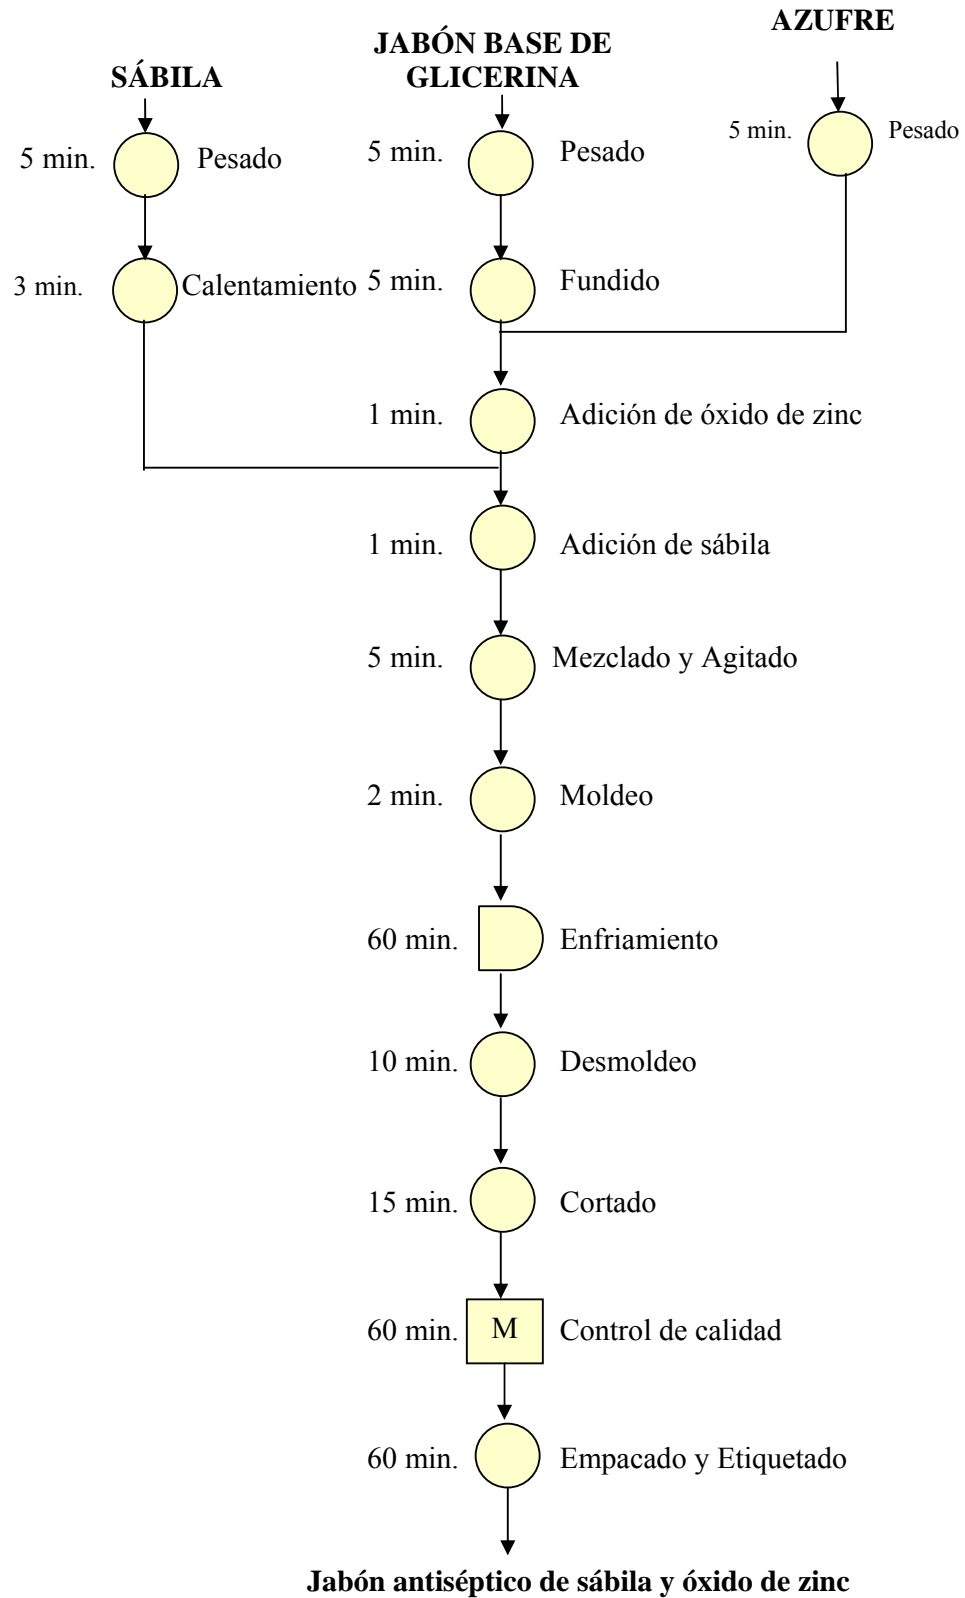 AZUFRE
JABÓN BASE DE
GLICERINA
SÁBILA
5 min. Pesado
5 min. Pesado
5 min. Pesado
3 min. Calentamiento
5 min. Fundido
1 min. Adición de óxido de zinc
1 min. Adición de sábila
5 min. Mezclado y Agitado
2 min. Moldeo
60 min. Enfriamiento
10 min. Desmoldeo
15 min. Cortado
60 min. M Control de calidad
60 min. Empacado y Etiquetado
Jabón antiséptico de sábila y óxido de zinc